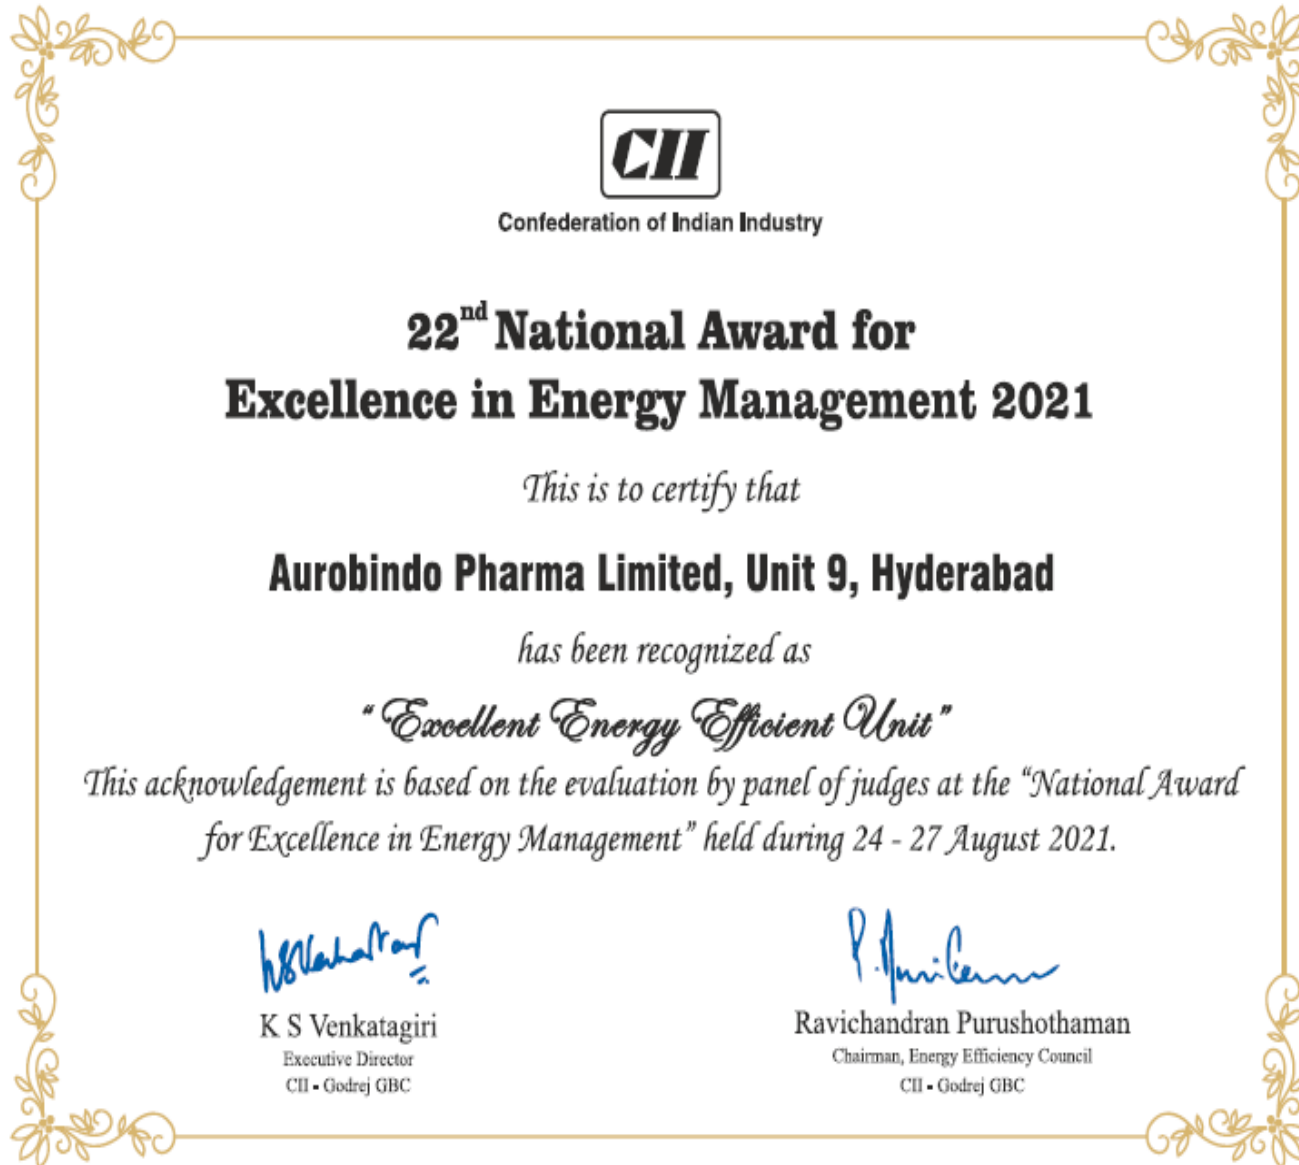 CII
Confederation of Indian Industry
22nd National Award for
Excellence in Energy Management 2021
This is to certify that
Aurobindo Pharma Limited, Unit 9, Hyderabad
has been recognized as
“Excellent Energy Efficient Unit”
This acknowledgement is based on the evaluation by panel of judges at the “National Award
for Excellence in Energy Management” held during 24 - 27 August 2021.
K S Venkatagiri
Executive Director
CII - Godrej GBC
Ravichandran Purushothaman
Chairman, Energy Efficiency Council
CII - Godrej GBC